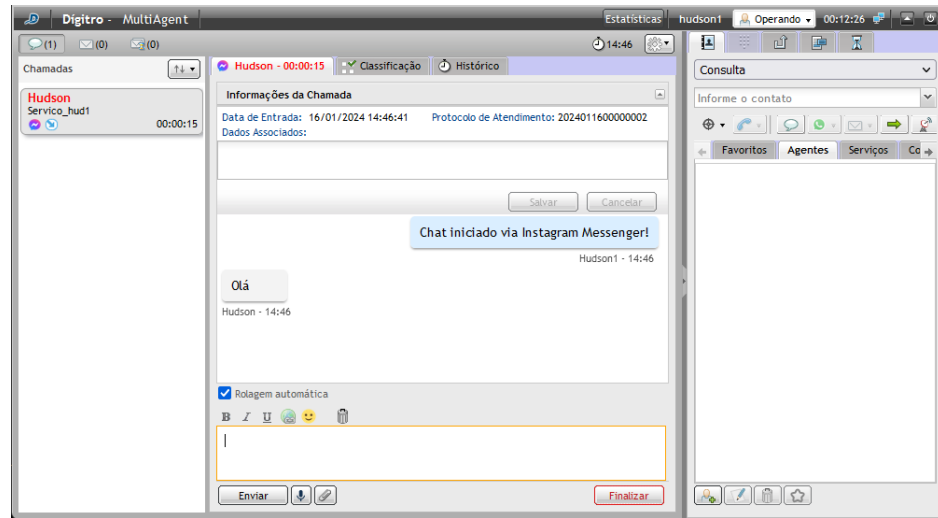 Digitro - MultiAgent
Estatísticas
hudson1
Operando
00:12:26
(1)
(0)
(0)
14:46
Chamadas
Hudson
Servico_hud1
00:00:15
Hudson - 00:00:15
Classificação
Histórico
Informações da Chamada
Data de Entrada: 16/01/2024 14:46:41 Protocolo de Atendimento: 2024011600000002
Dados Associados:
Salvar
Cancelar
Chat iniciado via Instagram Messenger!
Hudson1 - 14:46
Olá
Hudson - 14:46
Rolagem automática
B I U
Enviar
Finalizar
Consulta
Informe o contato
Favoritos
Agentes
Serviços
Co